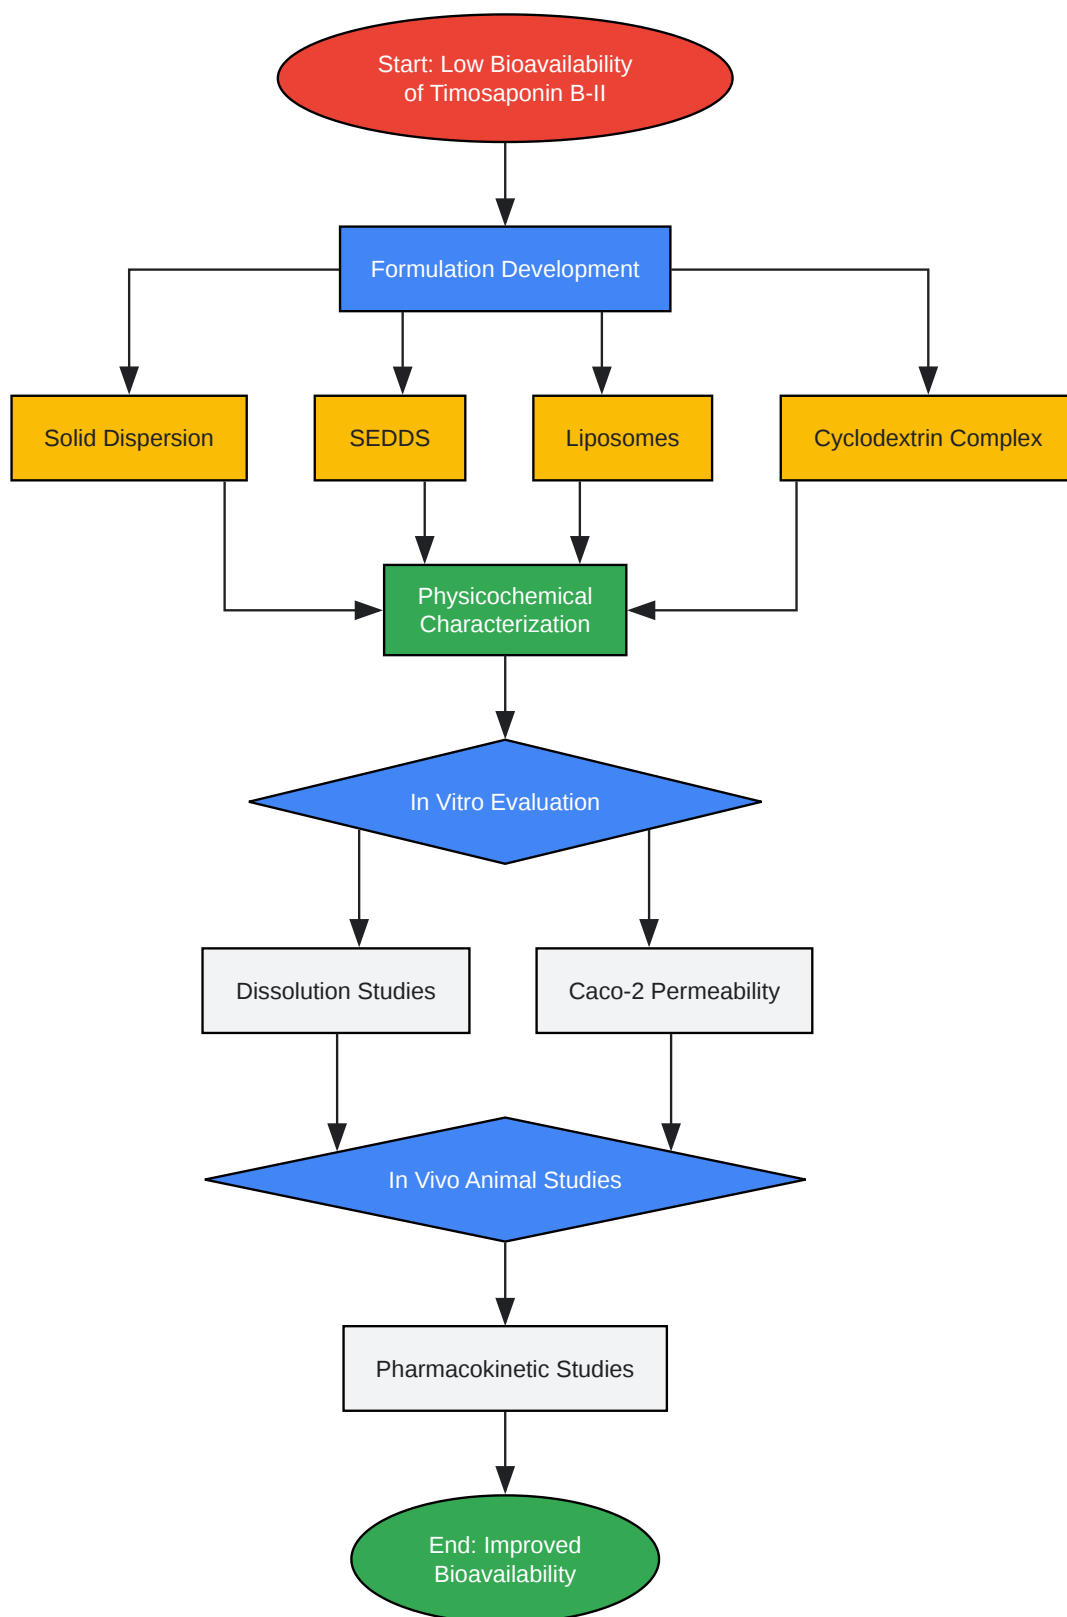 Start: Low Bioavailability
of Timosaponin B-II
Formulation Development
Solid Dispersion
SEDDS
Liposomes
Cyclodextrin Complex
Physicochemical
Characterization
In Vitro Evaluation
Dissolution Studies
Caco-2 Permeability
In Vivo Animal Studies
Pharmacokinetic Studies
End: Improved
Bioavailability